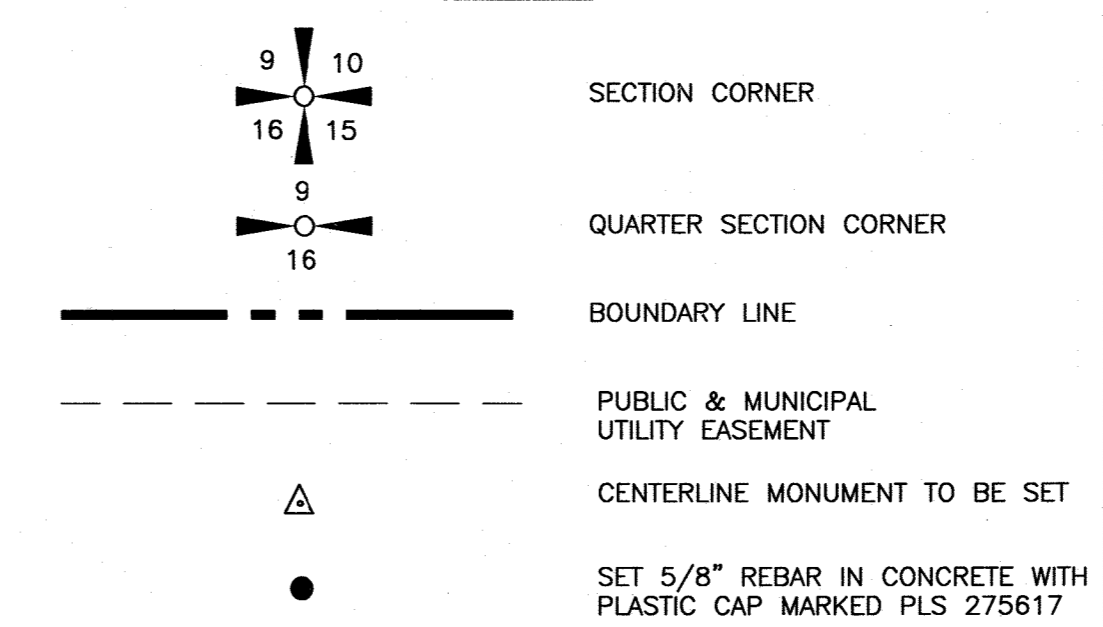 9 10
SECTION CORNER
16 15
9
QUARTER SECTION CORNER
16
BOUNDARY LINE
PUBLIC & MUNICIPAL
UTILITY EASEMENT
CENTERLINE MONUMENT TO BE SET
SET 5/8" REBAR IN CONCRETE WITH
PLASTIC CAP MARKED PLS 275617